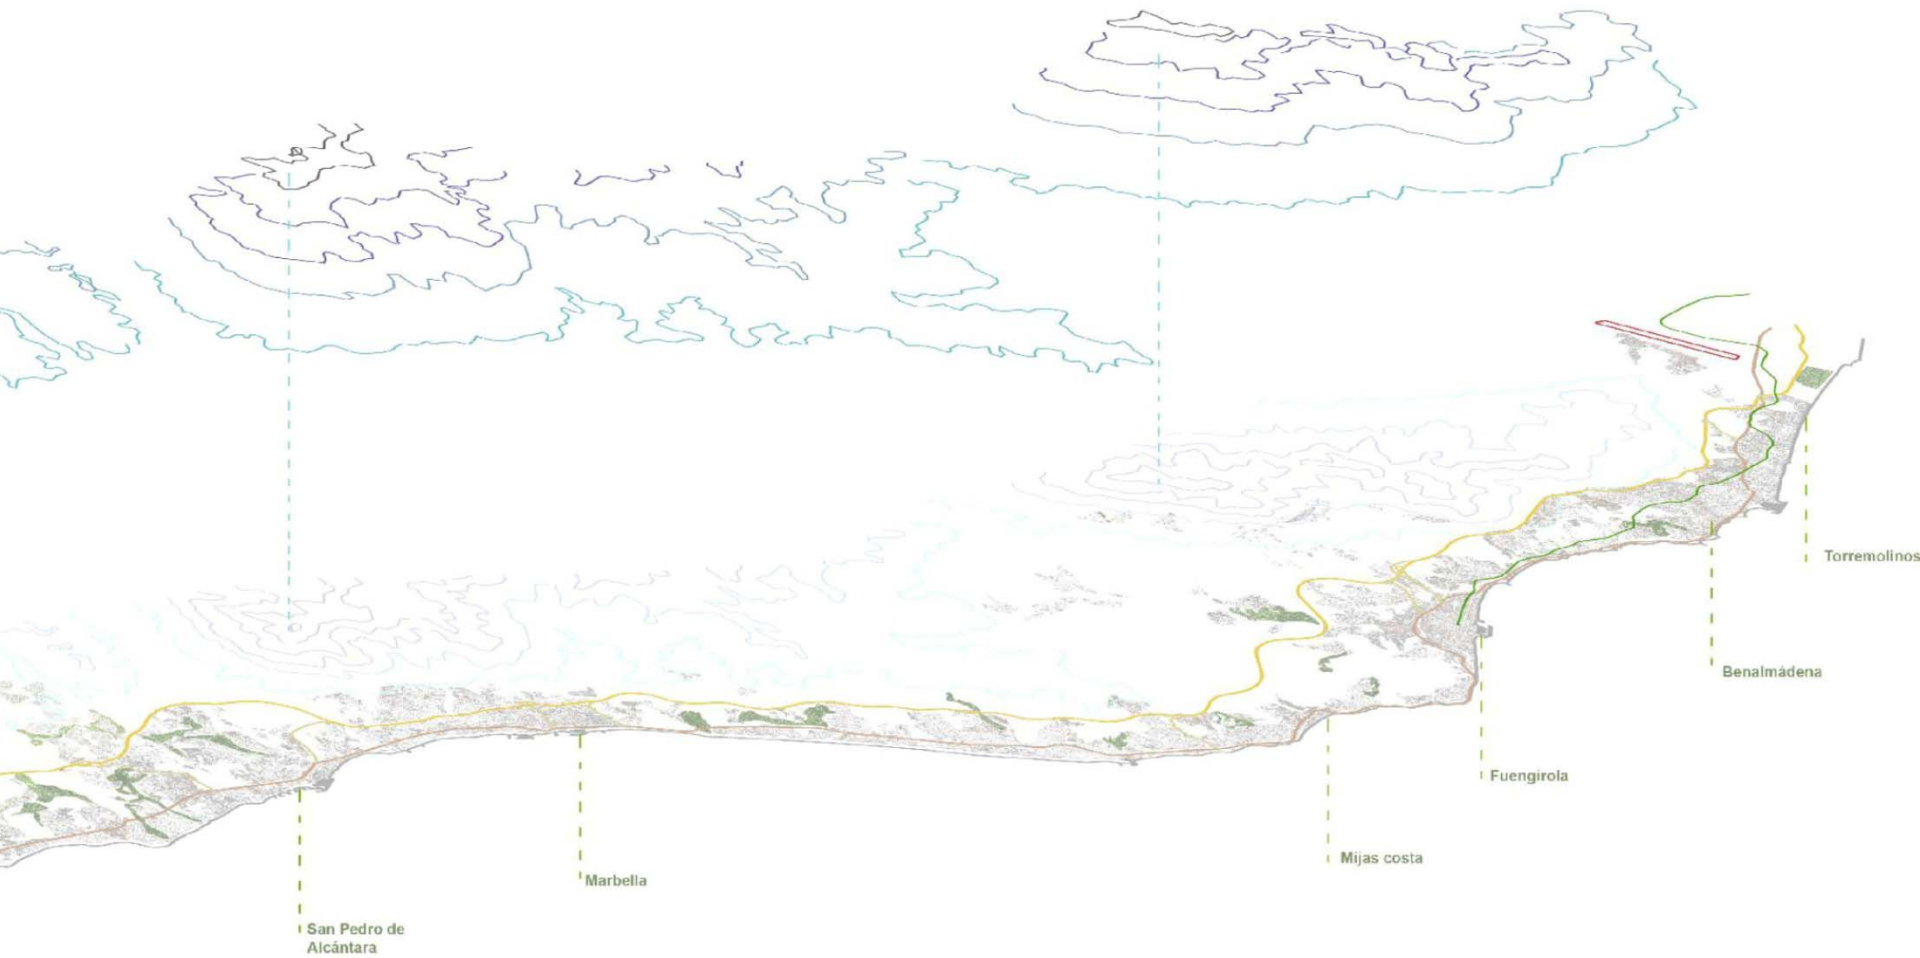 Torremolinos
Benalmádena
Fuengirola
Mijas costa
Marbella
San Pedro de
Alcántara